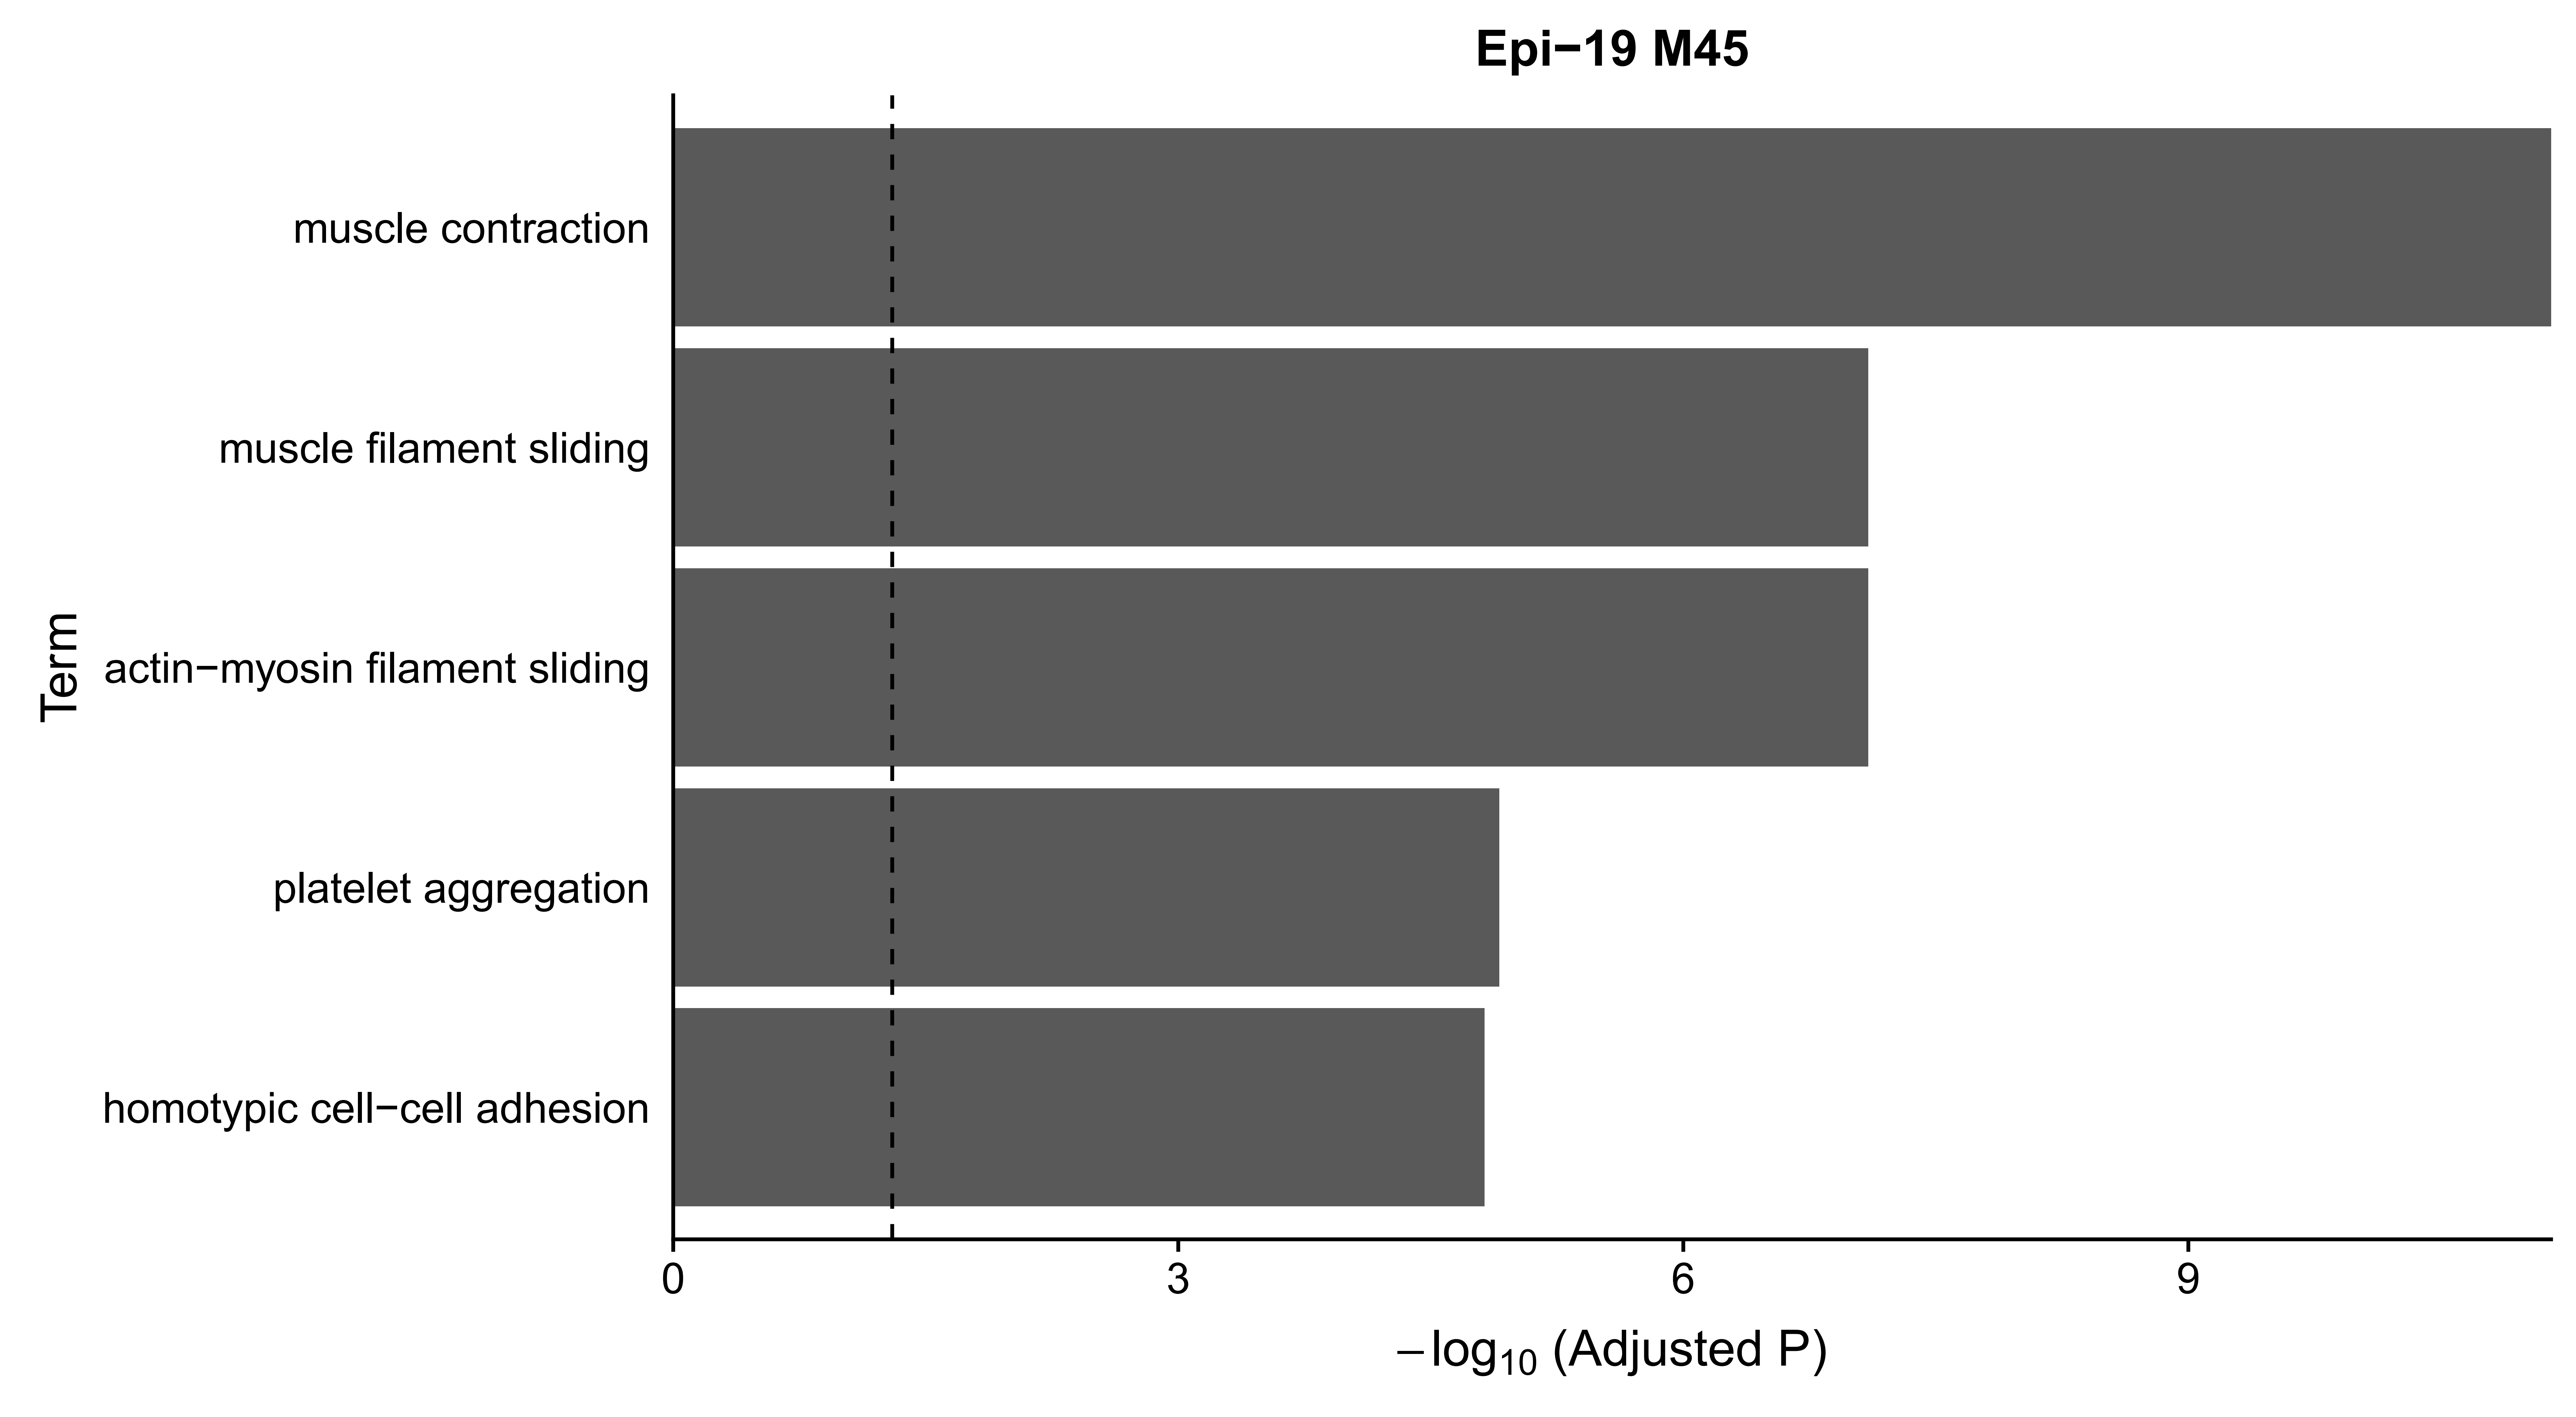 Epi−19 M45
muscle contraction
muscle filament sliding
actin−myosin filament sliding
platelet aggregation
homotypic cell−cell adhesion
Term
0 3 6 9
−log10 (Adjusted P)